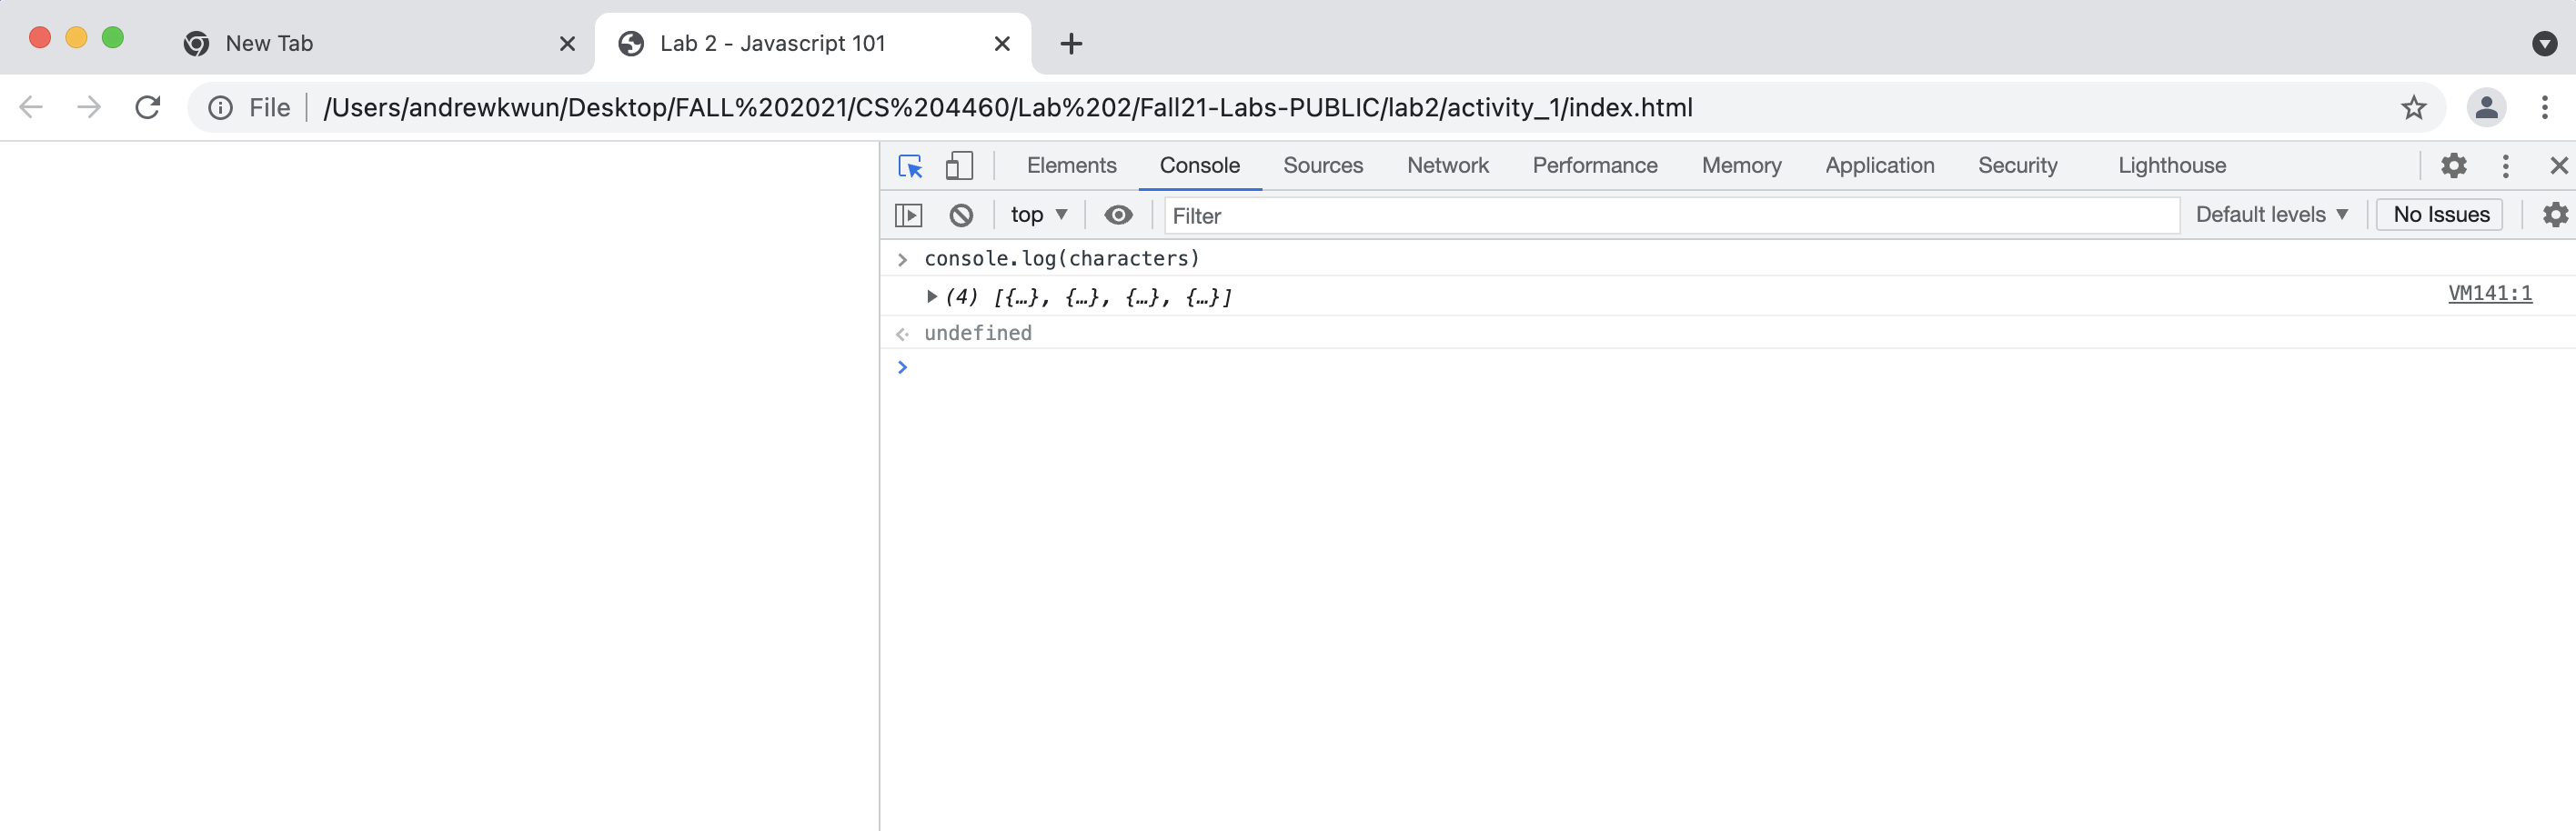 New Tab
Lab 2 - Javascript 101
File /Users/andrewkwun/Desktop/FALL%202021/CS%204460/Lab%202/Fall21-Labs-PUBLIC/lab2/activity_1/index.html
Elements Console Sources Network Performance Memory Application Security Lighthouse
top Filter Default levels No Issues
console.log(characters)
(4) [{…}, {…}, {…}, {…}] VM141:1
undefined